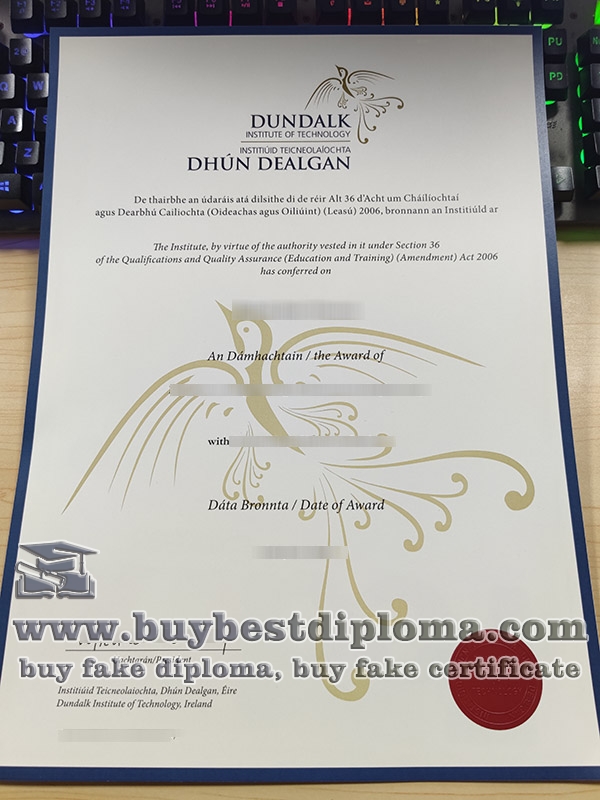 DUNDALK
INSTITUTE OF TECHNOLOGY
INSTITIÚID TEICNEOLAÍOCHTA
DHÚN DEALGAN
De thairbhe an údaráis atá dílsithe di de réir Alt 36 d'Acht um Cháilíochtaí
agus Dearbhú Cailiochta (Oideachas agus Oiliúint) (Leasú) 2006, bronnann an Institiúid ar
The Institute, by virtue of the authority vested in it under Section 36
of the Qualifications and Quality Assurance (Education and Training) (Amendment) Act 2006
has conferred on
An Dámhachtain / the Award of
with
Dáta Bronnta / Date of Award
www.buybestdiploma.com
buy fake diploma, buy fake certificate
Institiúid Teicneolaiochta, Dhún Dealgan, Éire
Dundalk Institute of Technology, Ireland
PU
PD
Q
W
A
S
Z